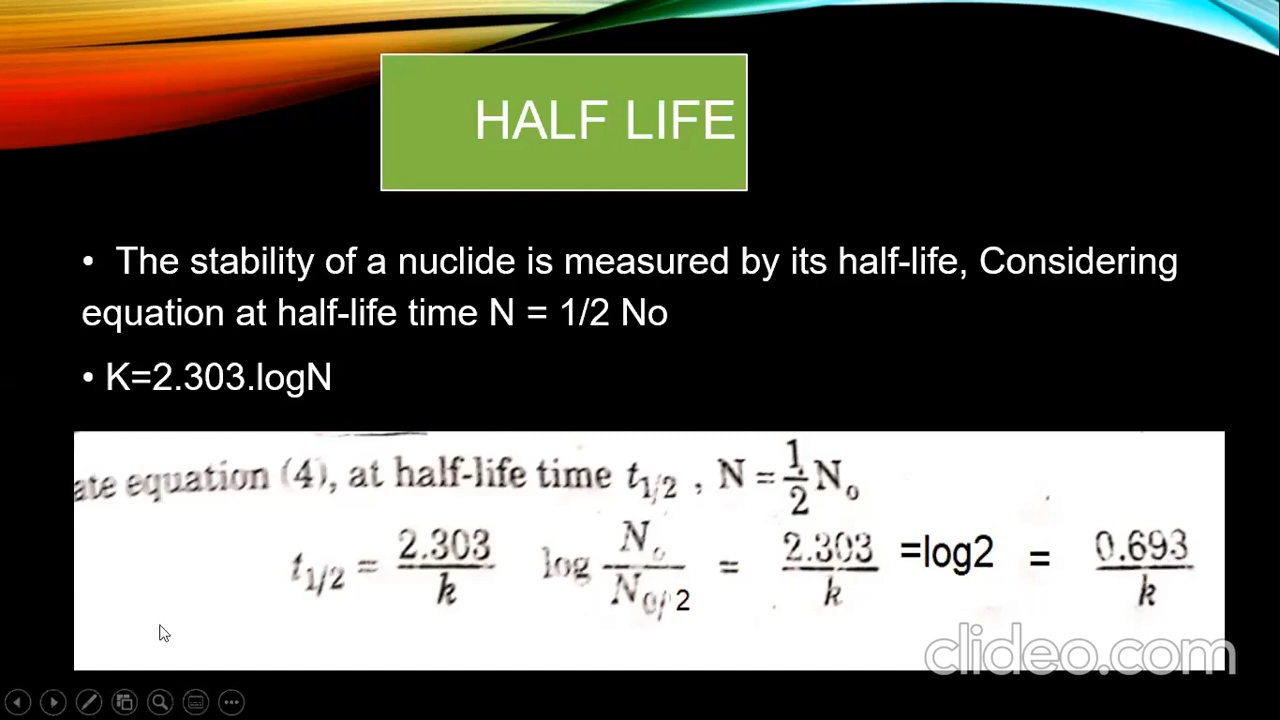 HALF LIFE
• The stability of a nuclide is measured by its half-life, Considering
equation at half-life time N = 1/2 No
• K=2.303.logN
ate equation (4), at half-life time t1/2 , N = 1/2 No
t1/2 = 2.303/k log No/N0/2 = 2.303/k =log2 = 0.693/k
clideo.com